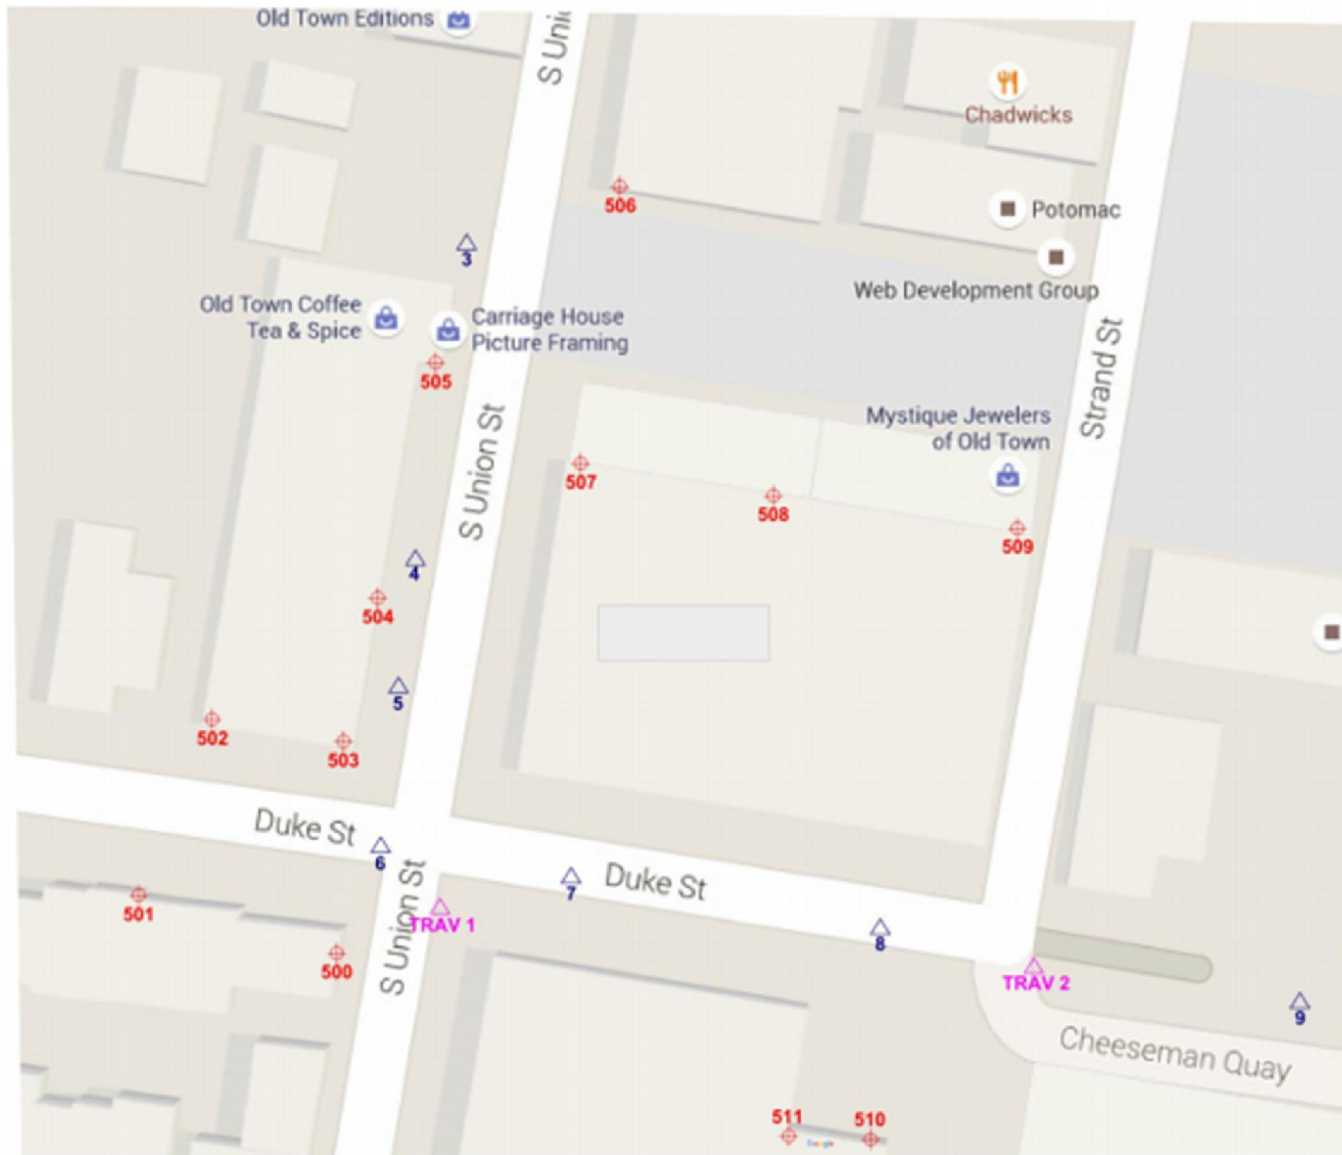 Old Town Editions
S Uni
Chadwicks
506
Potomac
3
Web Development Group
Old Town Coffee
Tea & Spice
Carriage House
Picture Framing
505
Strand St
Mystique Jewelers
of Old Town
S Union St
507
508
509
4
504
5
502
503
Duke St
6
7
Duke St
501
TRAV 1
8
S Union St
500
TRAV 2
9
Cheeseman Quay
511
510
Google